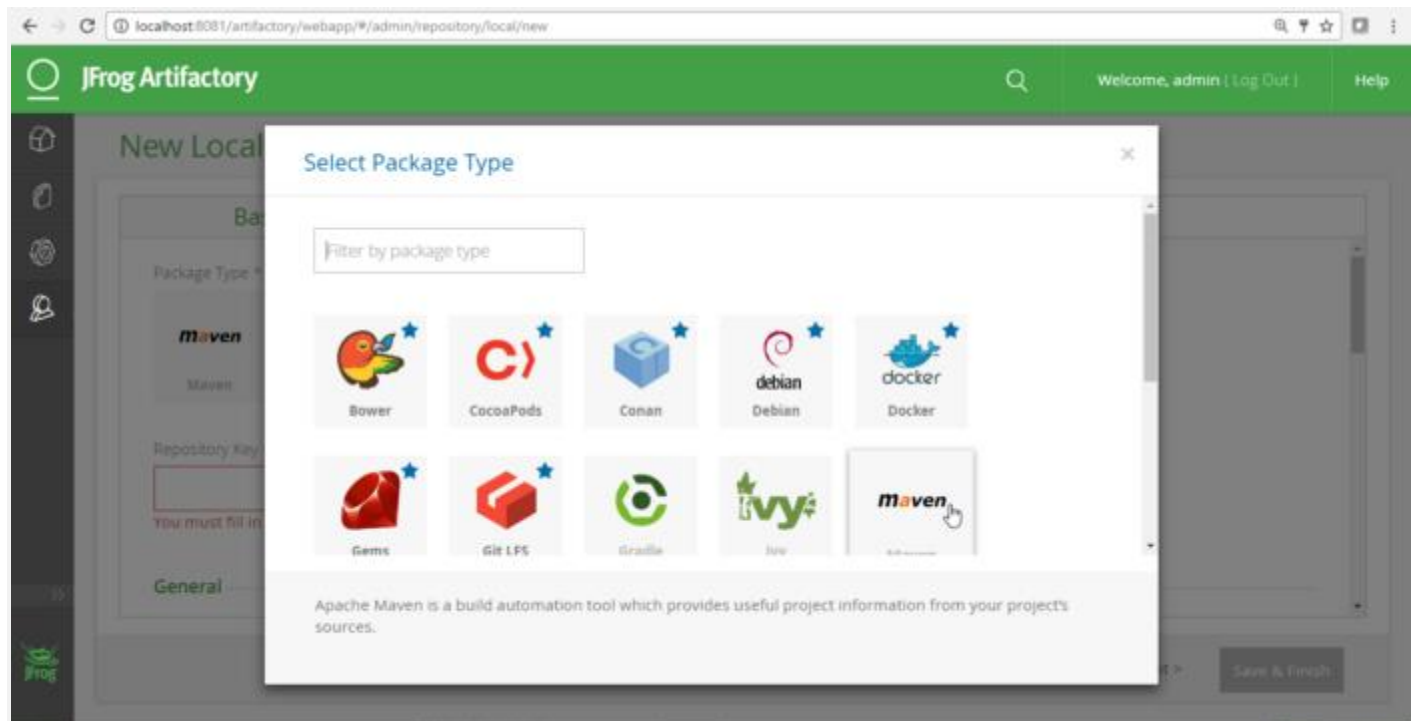 localhost:8081/artifactory/webapp/#/admin/repository/local/new
JFrog Artifactory
Welcome, admin ( Log Out )
Help
New Local
Select Package Type
×
Bas
Filter by package type
Package Type *
maven
Maven
Bower
CocoaPods
Conan
debian
Debian
docker
Docker
Repository Key
You must fill in
Gems
Git LFS
Gradle
ivy
Ivy
maven
Maven
General
Apache Maven is a build automation tool which provides useful project information from your project's
sources.
JFrog
Save & Finish